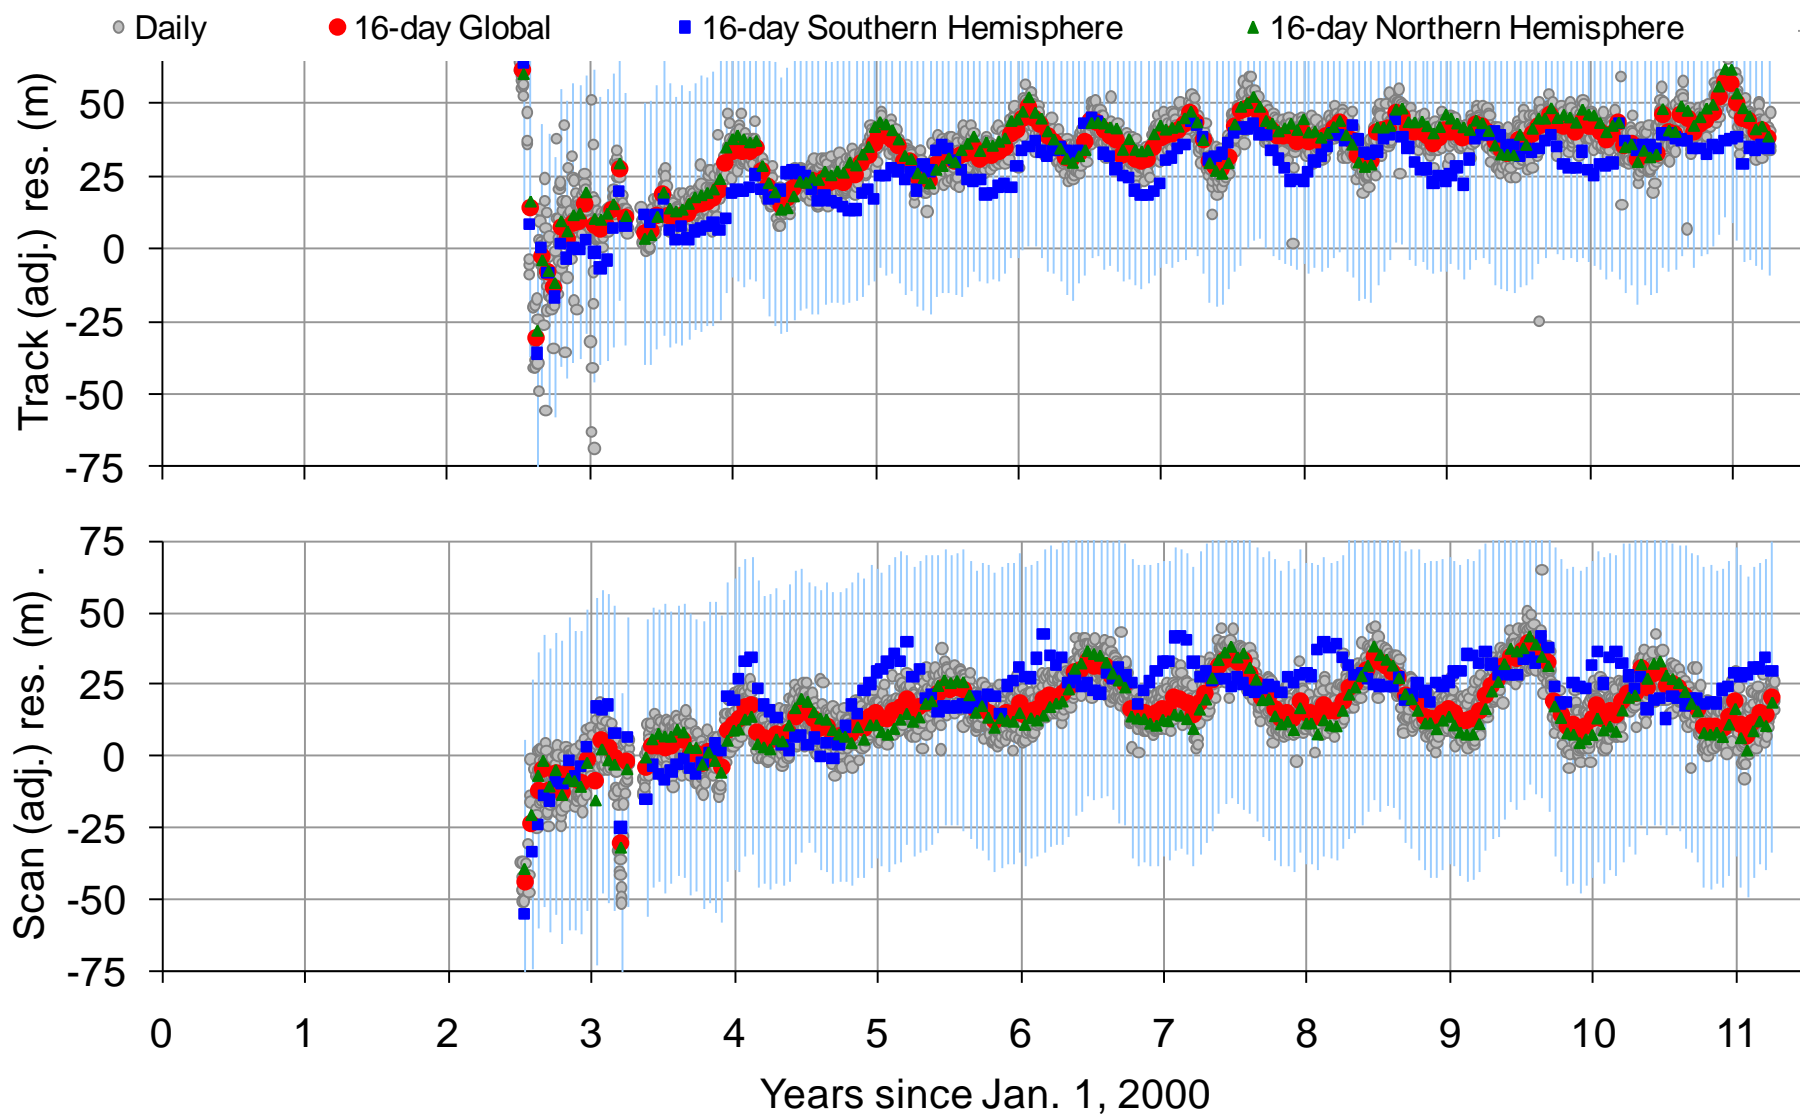 Daily 16-day Global 16-day Southern Hemisphere 16-day Northern Hemisphere
Track (adj.) res. (m)
50
25
0
-25
-50
-75
Scan (adj.) res. (m) .
75
50
25
0
-25
-50
-75
0 1 2 3 4 5 6 7 8 9 10 11
Years since Jan. 1, 2000